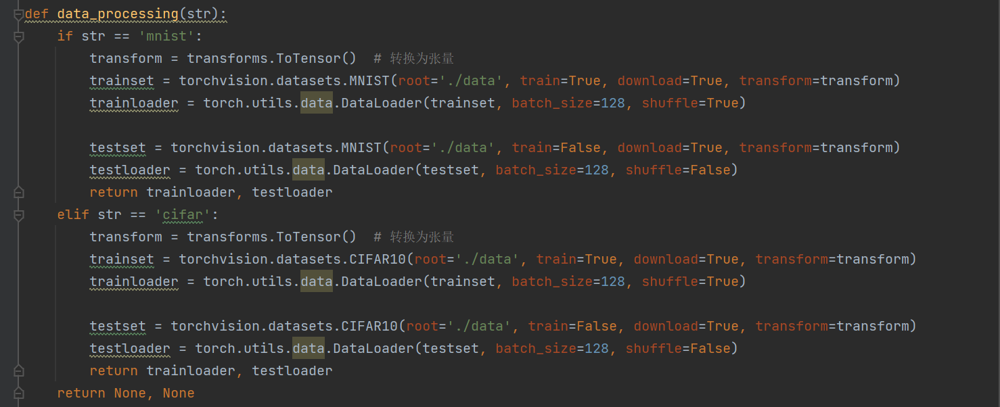 def data_processing(str):
    if str == 'mnist':
        transform = transforms.ToTensor()  # 转换为张量
        trainset = torchvision.datasets.MNIST(root='./data', train=True, download=True, transform=transform)
        trainloader = torch.utils.data.DataLoader(trainset, batch_size=128, shuffle=True)

        testset = torchvision.datasets.MNIST(root='./data', train=False, download=True, transform=transform)
        testloader = torch.utils.data.DataLoader(testset, batch_size=128, shuffle=False)
        return trainloader, testloader
    elif str == 'cifar':
        transform = transforms.ToTensor()  # 转换为张量
        trainset = torchvision.datasets.CIFAR10(root='./data', train=True, download=True, transform=transform)
        trainloader = torch.utils.data.DataLoader(trainset, batch_size=128, shuffle=True)

        testset = torchvision.datasets.CIFAR10(root='./data', train=False, download=True, transform=transform)
        testloader = torch.utils.data.DataLoader(testset, batch_size=128, shuffle=False)
        return trainloader, testloader
    return None, None